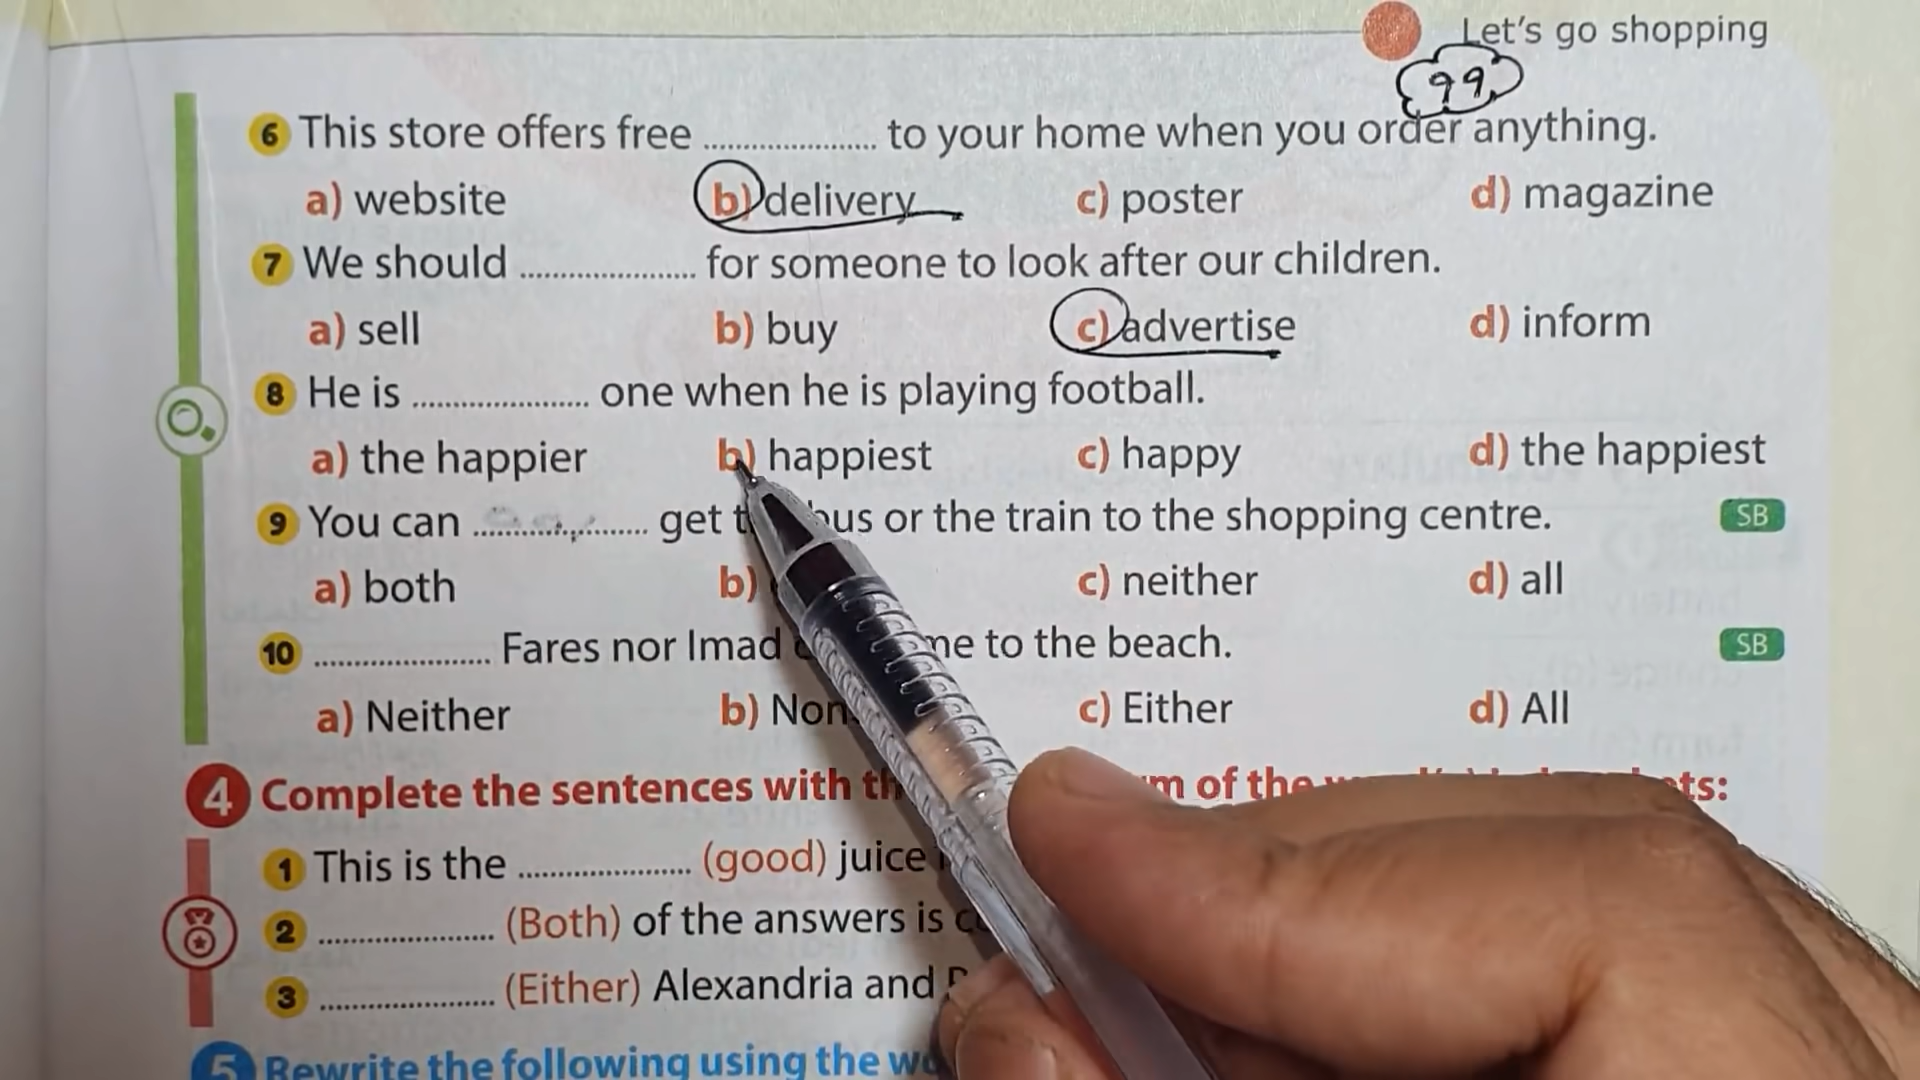 Let's go shopping
99
6 This store offers free .................... to your home when you order anything.
a) website b) delivery c) poster d) magazine
7 We should .................... for someone to look after our children.
a) sell b) buy c) advertise d) inform
8 He is .................... one when he is playing football.
a) the happier b) happiest c) happy d) the happiest
9 You can .................... get bus or the train to the shopping centre. SB
a) both b) c) neither d) all
10 .................... Fares nor Imad to the beach. SB
a) Neither b) c) Either d) All
4 Complete the sentences with of the
1 This is the .................... (good) juice
2 .................... (Both) of the answers is
3 .................... (Either) Alexandria and
5 Rewrite the following using the